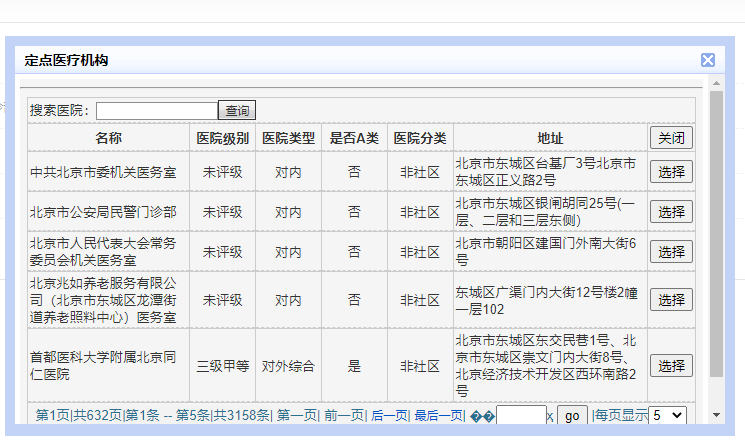 定点医疗机构
搜索医院： 查询
名称 医院级别 医院类型 是否A类 医院分类 地址 关闭
中共北京市委机关医务室 未评级 对内 否 非社区 北京市东城区台基厂3号北京市
东城区正义路2号 选择
北京市公安局民警门诊部 未评级 对内 否 非社区 北京市东城区银闸胡同25号(一
层、二层和三层东侧) 选择
北京市人民代表大会常务
委员会机关医务室 未评级 对内 否 非社区 北京市朝阳区建国门外南大街6
号 选择
北京兆如养老服务有限公
司（北京市东城区龙潭街
道养老照料中心）医务室 未评级 对内 否 非社区 东城区广渠门内大街12号楼2幢
一层102 选择
首都医科大学附属北京同
仁医院 三级甲等 对外综合 是 非社区 北京市东城区东交民巷1号、北
京市东城区崇文门内大街8号、
北京经济技术开发区西环南路2
号 选择
第1页|共632页|第1条 -- 第5条|共3158条| 第一页| 前一页| 后一页| 最后一页| ��x go |每页显示 5